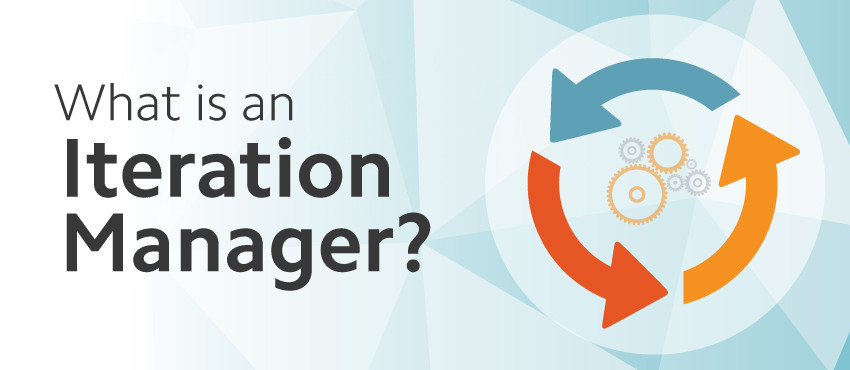 What is an
Iteration
Manager?